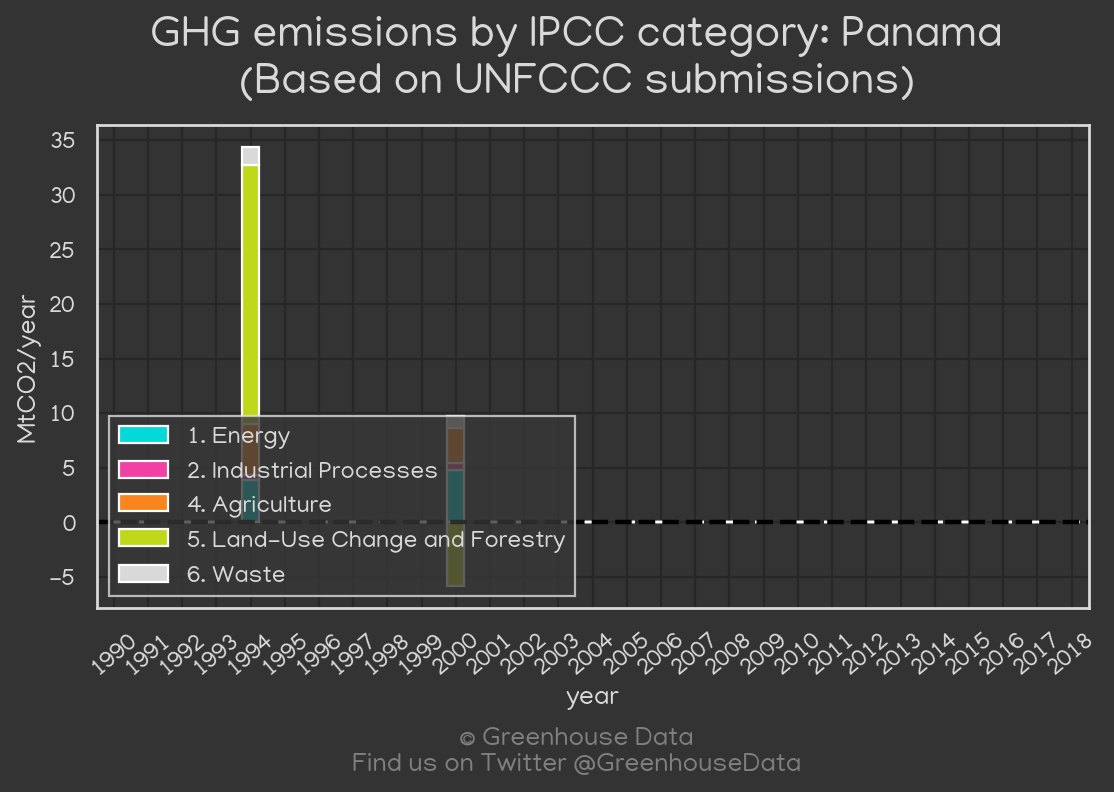 GHG emissions by IPCC category: Panama
(Based on UNFCCC submissions)
35
30
25
20
15
10
5
0
−5
MtCO2/year
1. Energy
2. Industrial Processes
4. Agriculture
5. Land-Use Change and Forestry
6. Waste
1990 1991 1992 1993 1994 1995 1996 1997 1998 1999 2000 2001 2002 2003 2004 2005 2006 2007 2008 2009 2010 2011 2012 2013 2014 2015 2016 2017 2018
year
© Greenhouse Data
Find us on Twitter @GreenhouseData